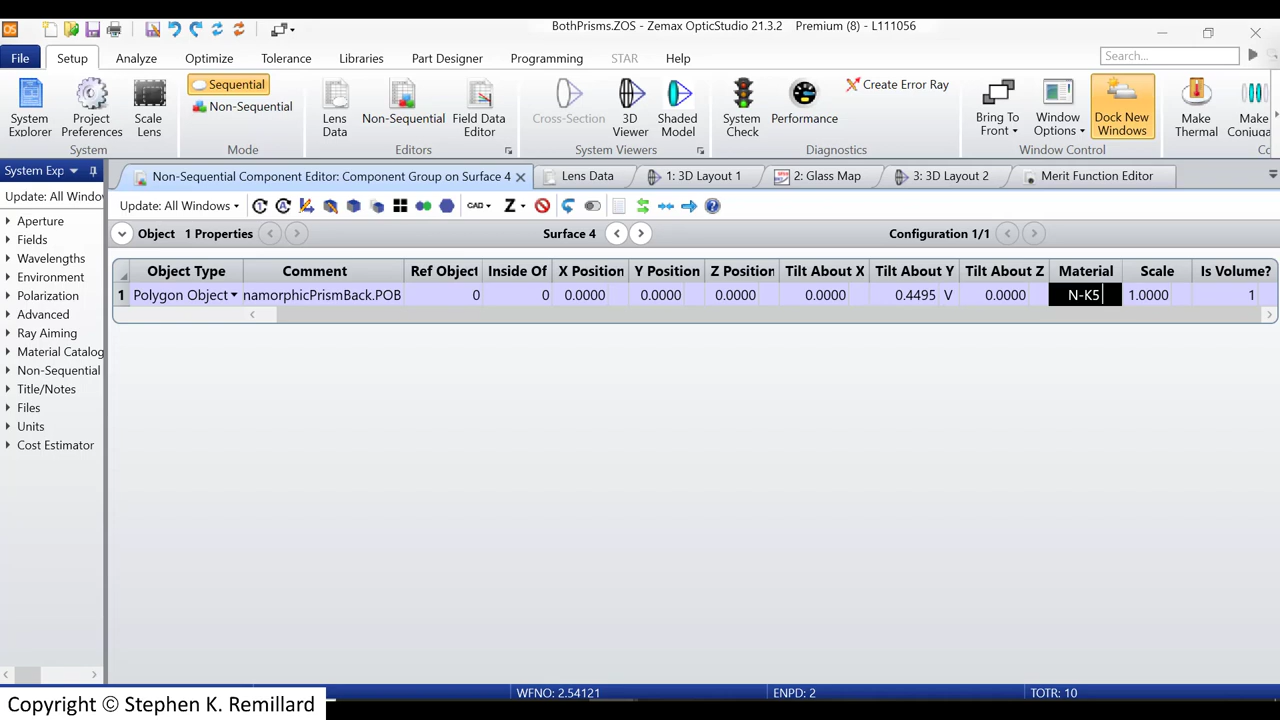 BothPrisms.ZOS - Zemax OpticStudio 21.3.2 Premium (8) - L111056
File Setup Analyze Optimize Tolerance Libraries Part Designer Programming STAR Help Search...
System Explorer
Project Preferences
Scale Lens
System
Sequential
Non-Sequential
Mode
Lens Data
Non-Sequential
Field Data Editor
Editors
Cross-Section
3D Viewer
Shaded Model
System Viewers
System Check
Performance
Create Error Ray
Diagnostics
Bring To Front
Window Options
Dock New Windows
Window Control
Make Thermal
Make Conjuga
Co
System Exp
Update: All Windo
Aperture
Fields
Wavelengths
Environment
Polarization
Advanced
Ray Aiming
Material Catalog
Non-Sequential
Title/Notes
Files
Units
Cost Estimator
Non-Sequential Component Editor: Component Group on Surface 4 Lens Data 1: 3D Layout 1 2: Glass Map 3: 3D Layout 2 Merit Function Editor
Update: All Windows CAD Z
Object 1 Properties Surface 4 Configuration 1/1
Object Type Comment Ref Object Inside Of X Position Y Position Z Position Tilt About X Tilt About Y Tilt About Z Material Scale Is Volume?
1 Polygon Object namorphicPrismBack.POB 0 0 0.0000 0.0000 0.0000 0.0000 0.4495 V 0.0000 N-K5 1.0000 1
WFNO: 2.54121 ENPD: 2 TOTR: 10
Copyright © Stephen K. Remillard